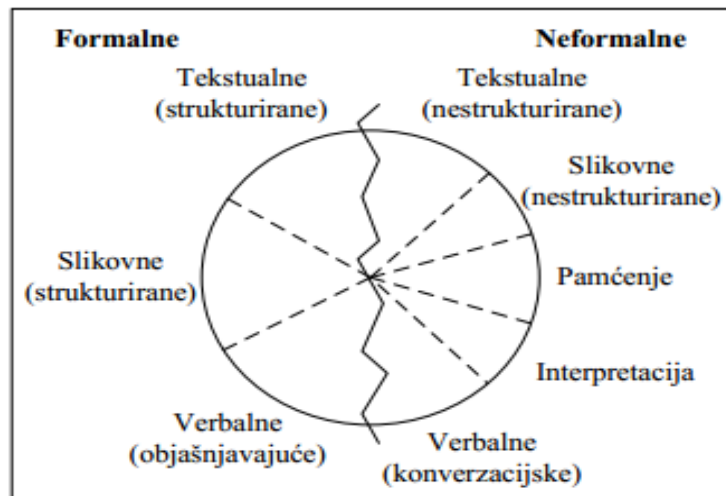 Formalne
Neformalne
Tekstualne
(strukturirane)
Tekstualne
(nestrukturirane)
Slikovne
(nestrukturirane)
Slikovne
(strukturirane)
Pamćenje
Interpretacija
Verbalne
(objašnjavajuće)
Verbalne
(konverzacijske)